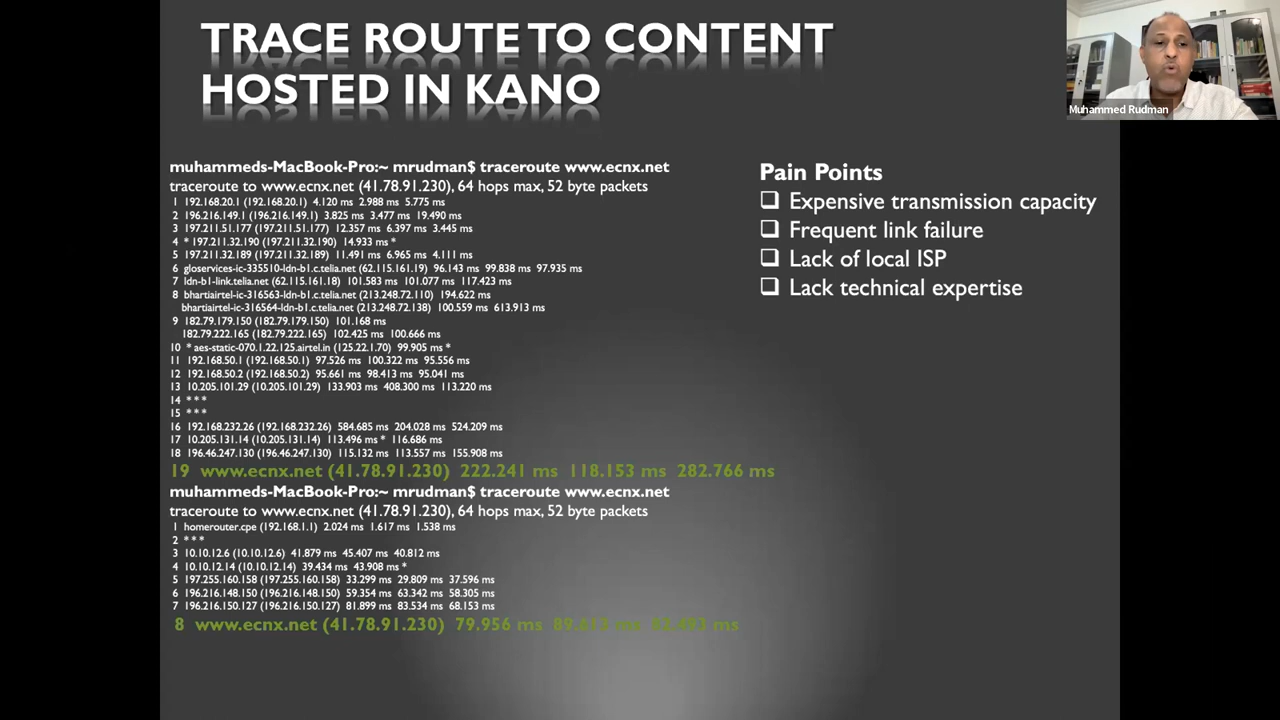 TRACE ROUTE TO CONTENT
HOSTED IN KANO
Muhammed Rudman
muhammeds-MacBook-Pro:~ mrudman$ traceroute www.ecnx.net
traceroute to www.ecnx.net (41.78.91.230), 64 hops max, 52 byte packets
1 192.168.20.1 (192.168.20.1) 4.120 ms 2.988 ms 5.775 ms
2 196.216.149.1 (196.216.149.1) 3.825 ms 3.477 ms 19.490 ms
3 197.211.51.177 (197.211.51.177) 12.357 ms 6.397 ms 3.445 ms
4 * 197.211.32.190 (197.211.32.190) 14.933 ms *
5 197.211.32.189 (197.211.32.189) 11.491 ms 6.965 ms 4.111 ms
6 gloservices-ic-335510-ldn-b1.c.telia.net (62.115.161.19) 96.143 ms 99.838 ms 97.935 ms
7 ldn-b1-link.telia.net (62.115.161.18) 101.583 ms 101.077 ms 117.423 ms
8 bhartiairtel-ic-316563-ldn-b1.c.telia.net (213.248.72.110) 194.622 ms
bhartiairtel-ic-316564-ldn-b1.c.telia.net (213.248.72.138) 100.559 ms 613.913 ms
9 182.79.179.150 (182.79.179.150) 101.168 ms
182.79.222.165 (182.79.222.165) 102.425 ms 100.666 ms
10 * aes-static-070.1.22.125.airtel.in (125.22.1.70) 99.905 ms *
11 192.168.50.1 (192.168.50.1) 97.526 ms 100.322 ms 95.556 ms
12 192.168.50.2 (192.168.50.2) 95.661 ms 98.413 ms 95.041 ms
13 10.205.101.29 (10.205.101.29) 133.903 ms 408.300 ms 113.220 ms
14 * * *
15 * * *
16 192.168.232.26 (192.168.232.26) 584.685 ms 204.028 ms 524.209 ms
17 10.205.131.14 (10.205.131.14) 113.496 ms * 116.686 ms
18 196.46.247.130 (196.46.247.130) 115.132 ms 113.557 ms 155.908 ms
19 www.ecnx.net (41.78.91.230) 222.241 ms 118.153 ms 282.766 ms
muhammeds-MacBook-Pro:~ mrudman$ traceroute www.ecnx.net
traceroute to www.ecnx.net (41.78.91.230), 64 hops max, 52 byte packets
1 homerouter.cpe (192.168.1.1) 2.024 ms 1.617 ms 1.538 ms
2 * * *
3 10.10.12.6 (10.10.12.6) 41.879 ms 45.407 ms 40.812 ms
4 10.10.12.14 (10.10.12.14) 39.434 ms 43.908 ms *
5 197.255.160.158 (197.255.160.158) 33.299 ms 29.809 ms 37.596 ms
6 196.216.148.150 (196.216.148.150) 59.354 ms 63.342 ms 58.305 ms
7 196.216.150.127 (196.216.150.127) 81.899 ms 83.534 ms 68.153 ms
8 www.ecnx.net (41.78.91.230) 79.956 ms ms ms
Pain Points
❑ Expensive transmission capacity
❑ Frequent link failure
❑ Lack of local ISP
❑ Lack technical expertise